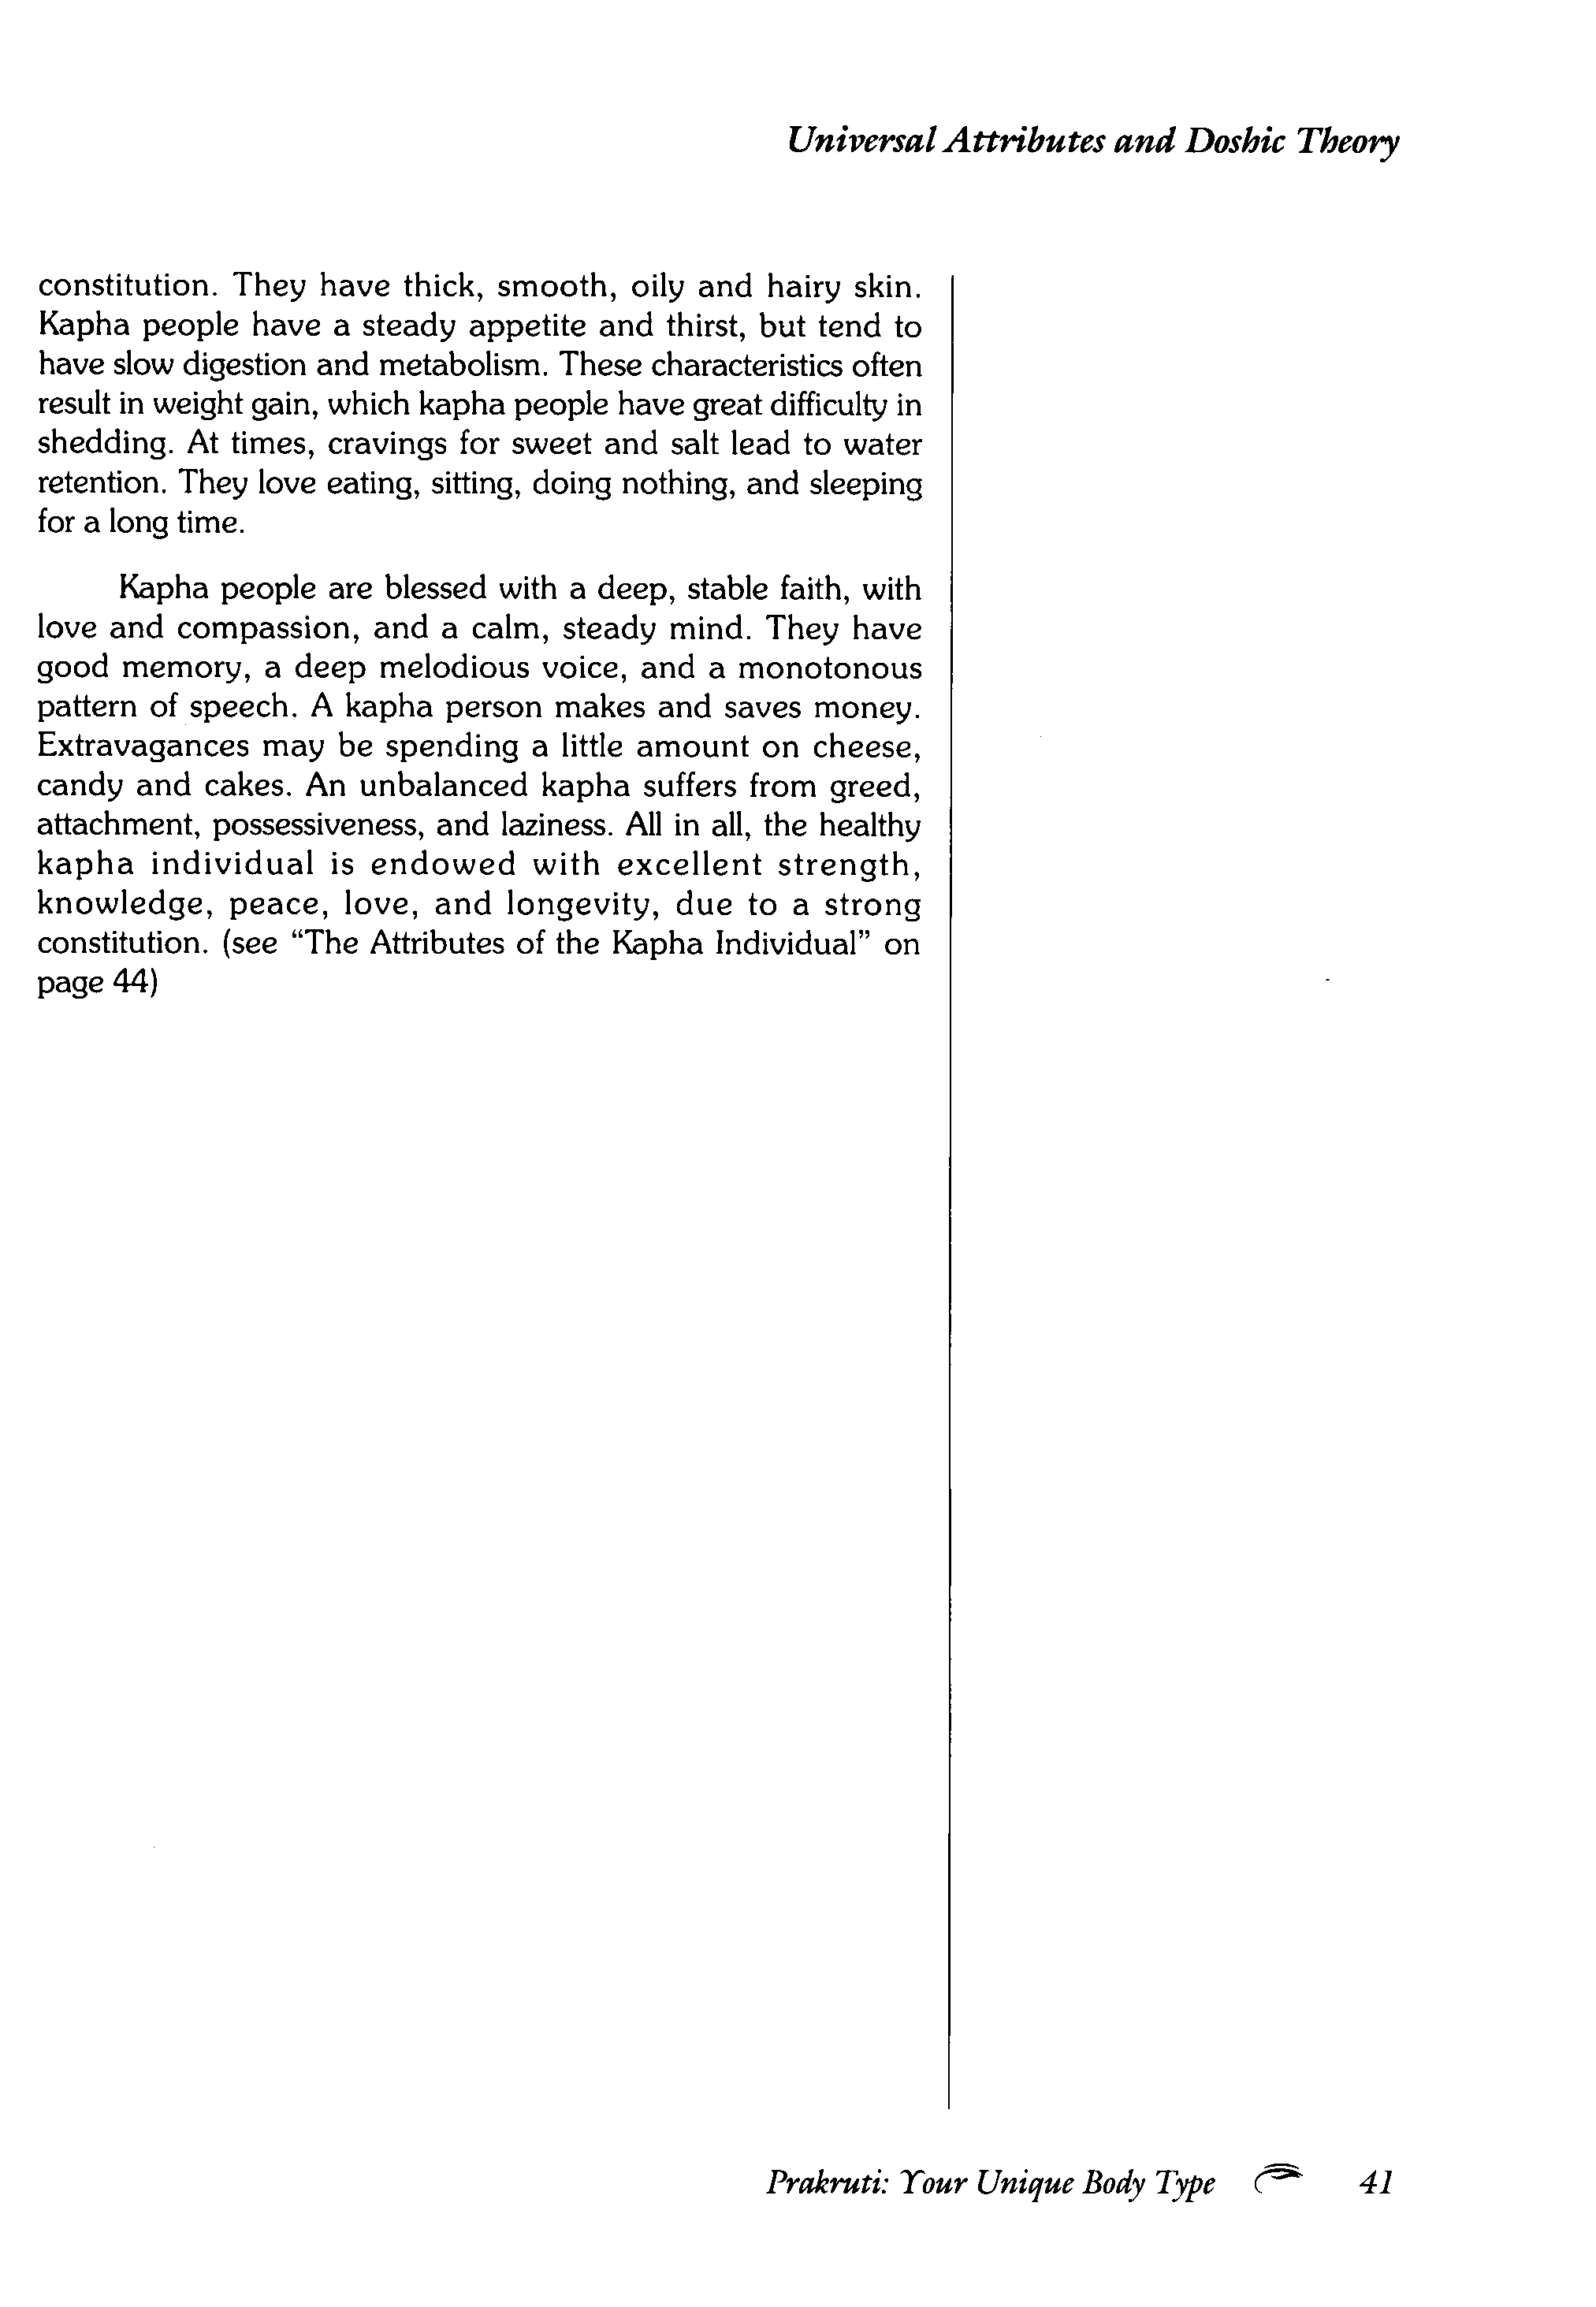 Universal Attributes and Doshic Theory
constitution. They have thick, smooth, oily and hairy skin.
Kapha people have a steady appetite and thirst, but tend to
have slow digestion and metabolism. These characteristics often
result in weight gain, which kapha people have great difficulty in
shedding. At times, cravings for sweet and salt lead to water
retention. They love eating, sitting, doing nothing, and sleeping
for a long time.
Kapha people are blessed with a deep, stable faith, with
love and compassion, and a calm, steady mind. They have
good memory, a deep melodious voice, and a monotonous
pattern of speech. A kapha person makes and saves money.
Extravagances may be spending a little amount on cheese,
candy and cakes. An unbalanced kapha suffers from greed,
attachment, possessiveness, and laziness. All in all, the healthy
kapha individual is endowed with excellent strength,
knowledge, peace, love, and longevity, due to a strong
constitution. (see “The Attributes of the Kapha Individual” on
page 44)
Prakruti: Your Unique Body Type 41